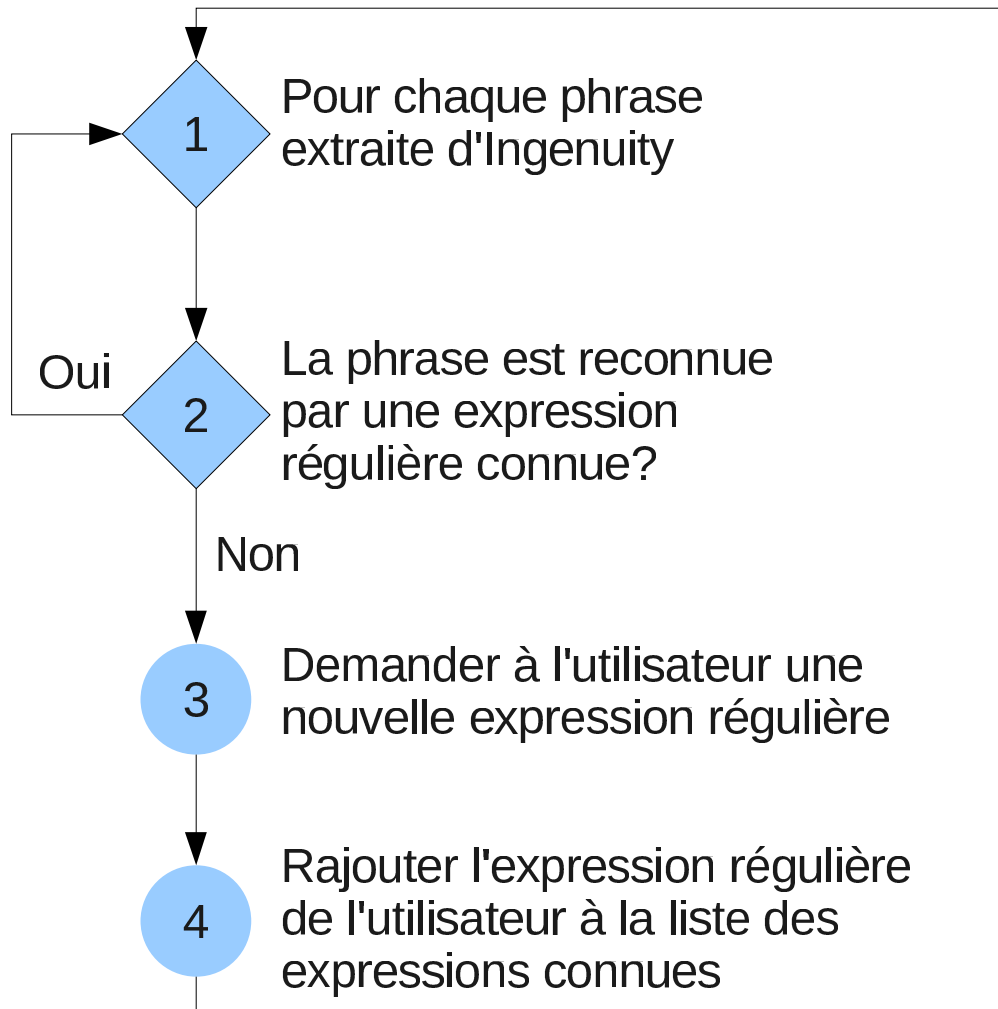 1
Pour chaque phrase
extraite d'Ingenuity
Oui
2
La phrase est reconnue
par une expression
régulière connue?
Non
3
Demander à l'utilisateur une
nouvelle expression régulière
4
Rajouter l'expression régulière
de l'utilisateur à la liste des
expressions connues